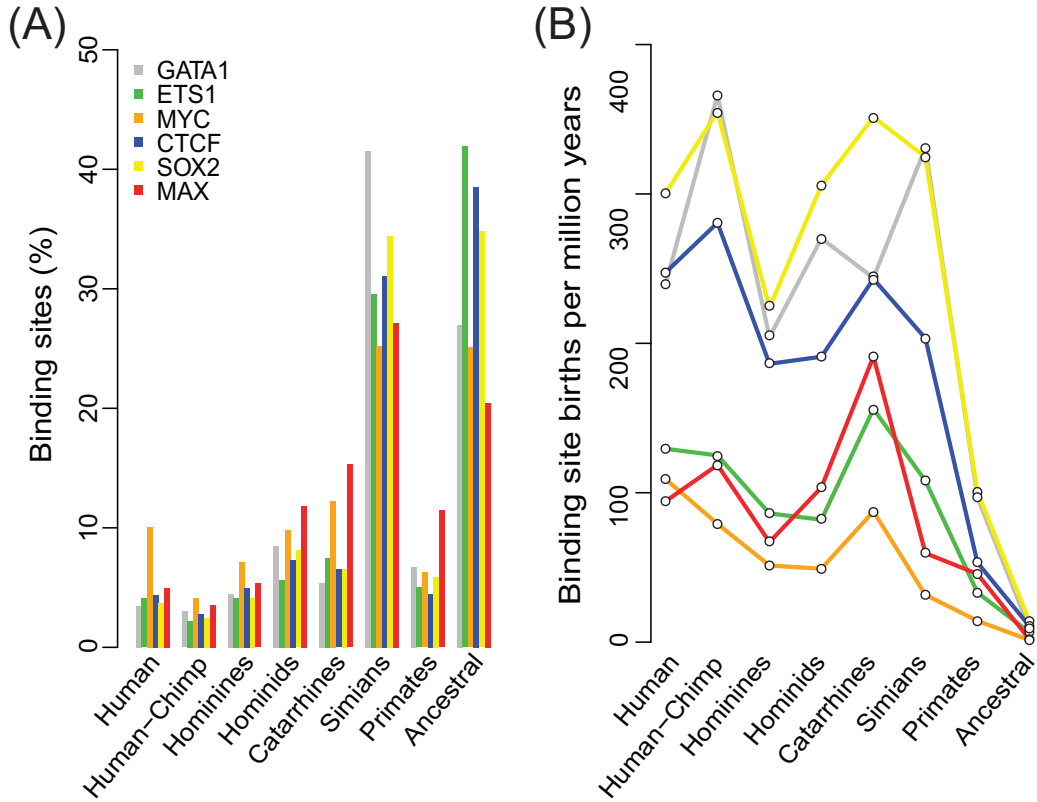 (A)
Binding sites (%)
50
40
30
20
10
0
GATA1
ETS1
MYC
CTCF
SOX2
MAX
Human
Human-Chimp
Hominines
Hominids
Catarrhines
Simians
Primates
Ancestral
(B)
Binding site births per million years
400
300
200
100
0
Human
Human-Chimp
Hominines
Hominids
Catarrhines
Simians
Primates
Ancestral